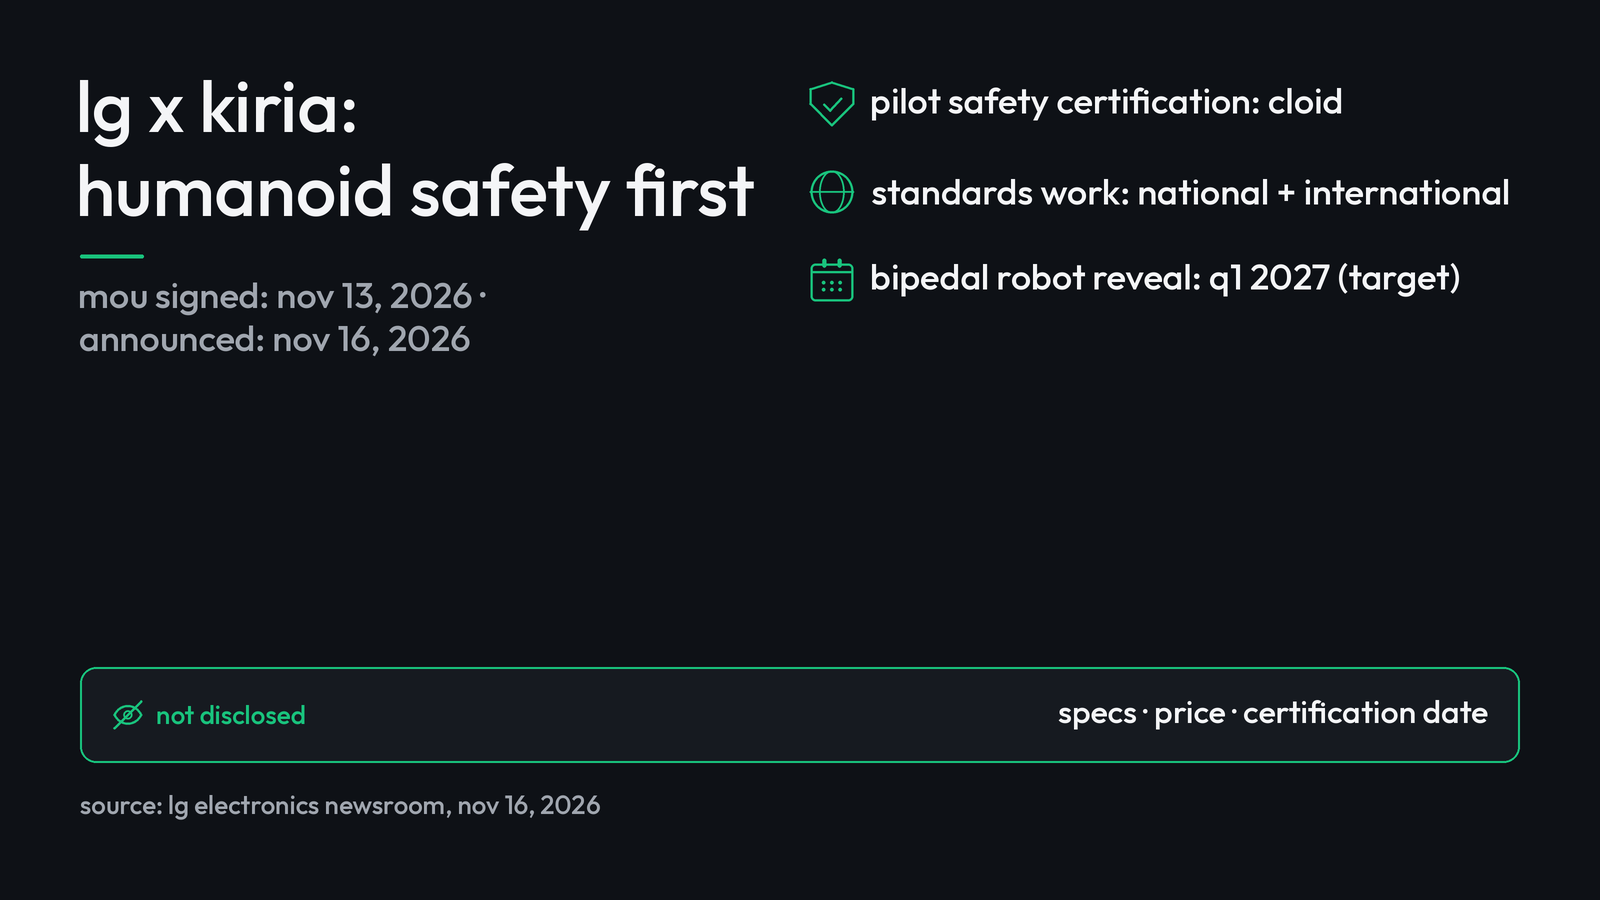 lg x kiria:
humanoid safety first
mou signed: nov 13, 2026 ·
announced: nov 16, 2026
pilot safety certification: cloid
standards work: national + international
bipedal robot reveal: q1 2027 (target)
not disclosed
specs · price · certification date
source: lg electronics newsroom, nov 16, 2026